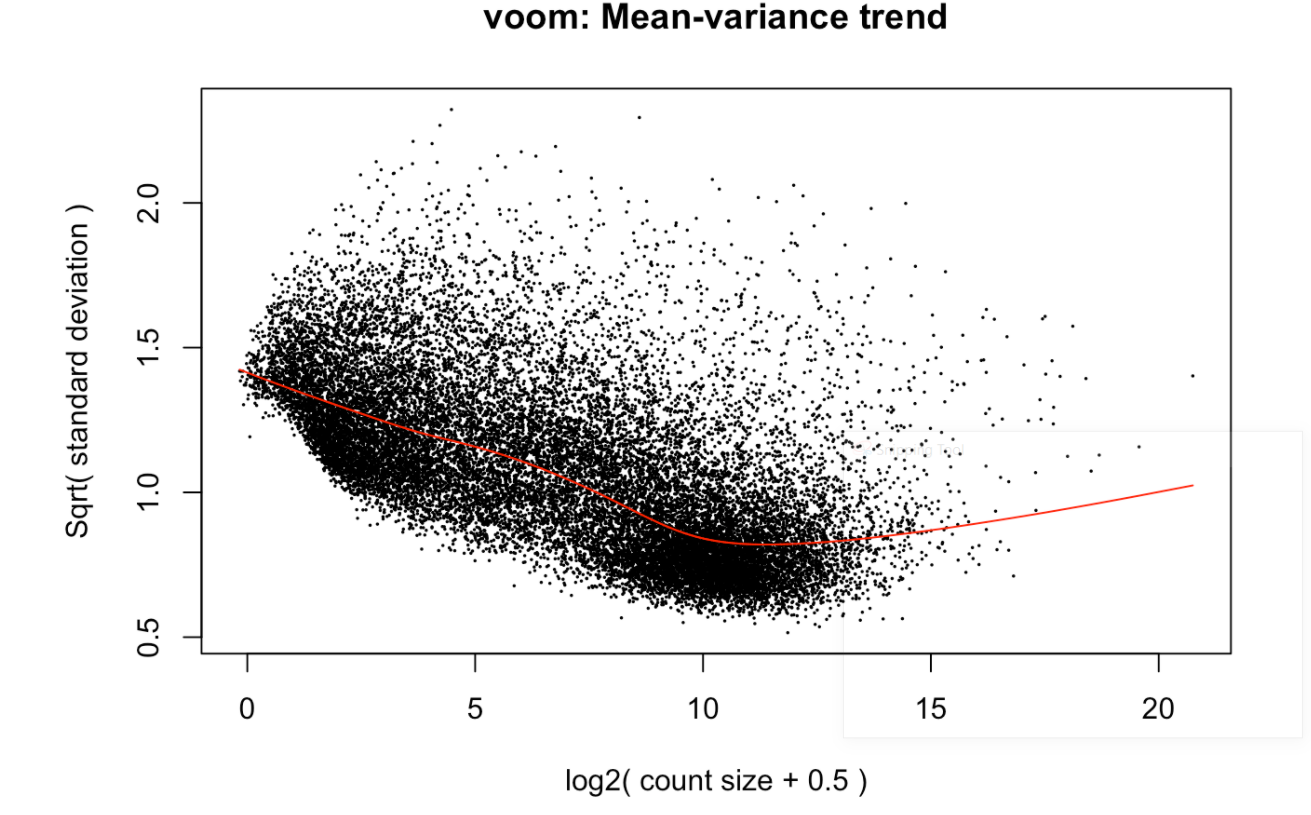 voom: Mean-variance trend
Sqrt( standard deviation )
2.0
1.5
1.0
0.5
0 5 10 15 20
log2( count size + 0.5 )